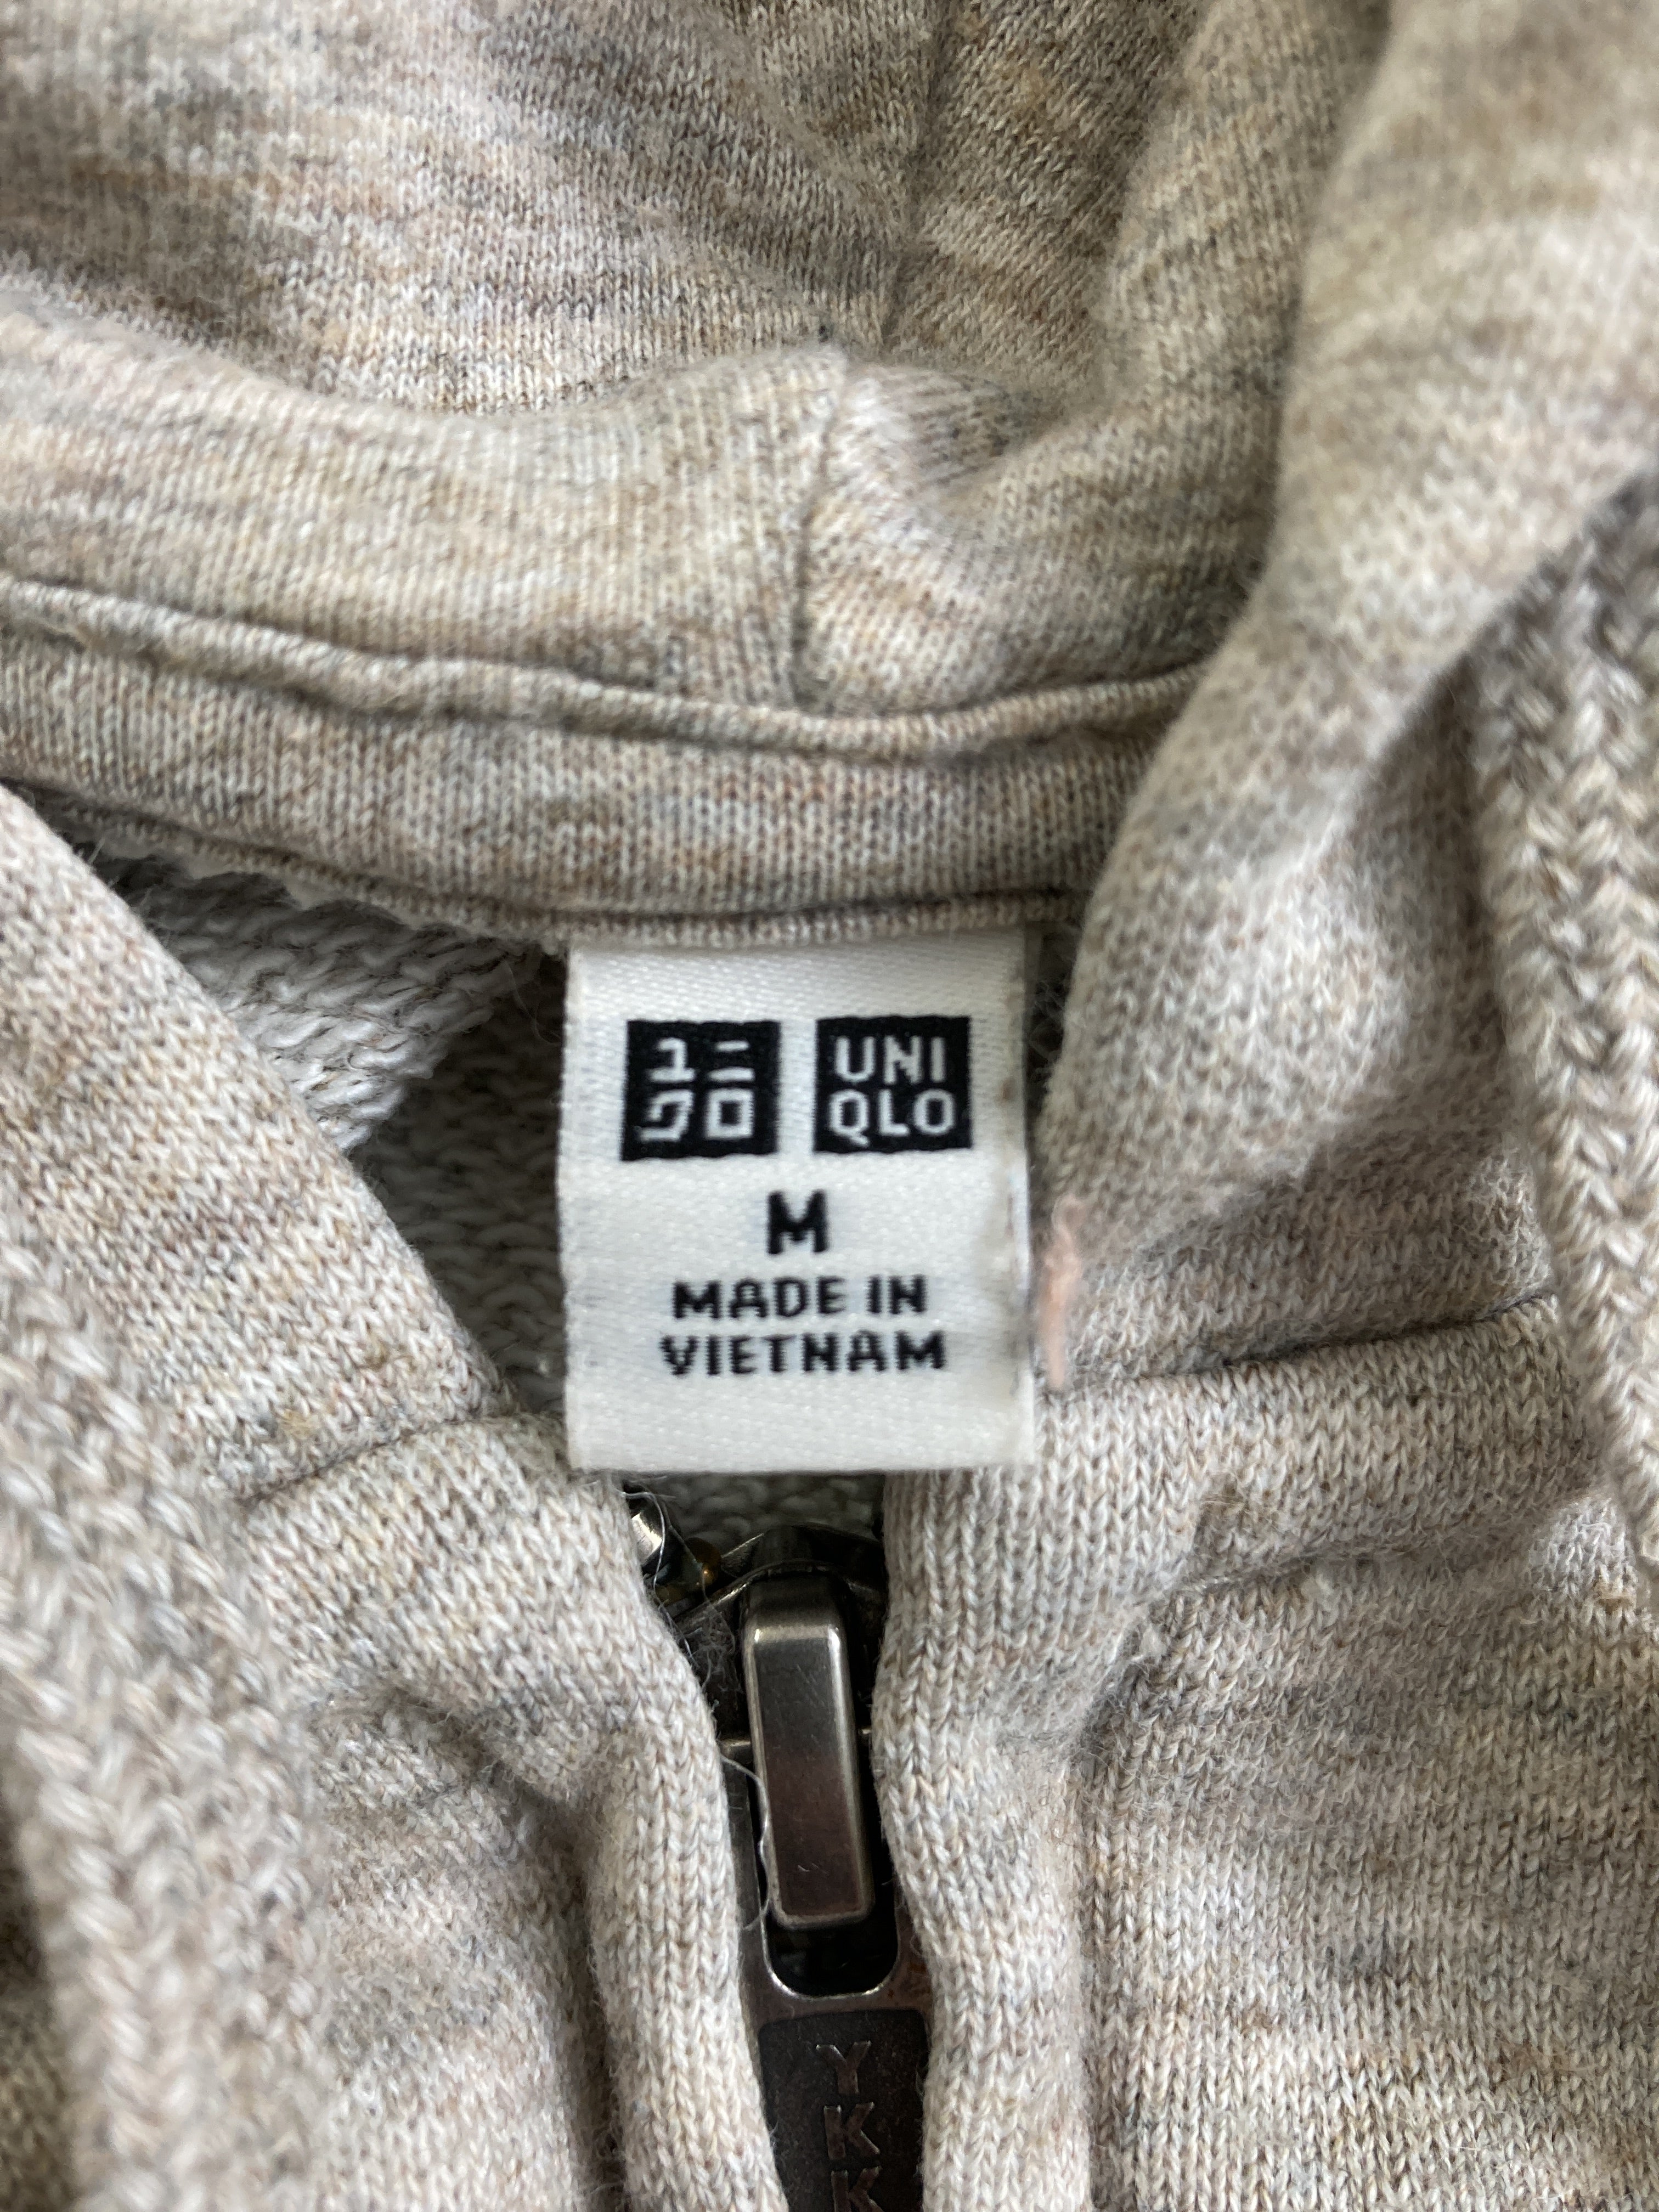 ユニ
クロ
UNI
QLO
M
MADE IN
VIETNAM
YKK